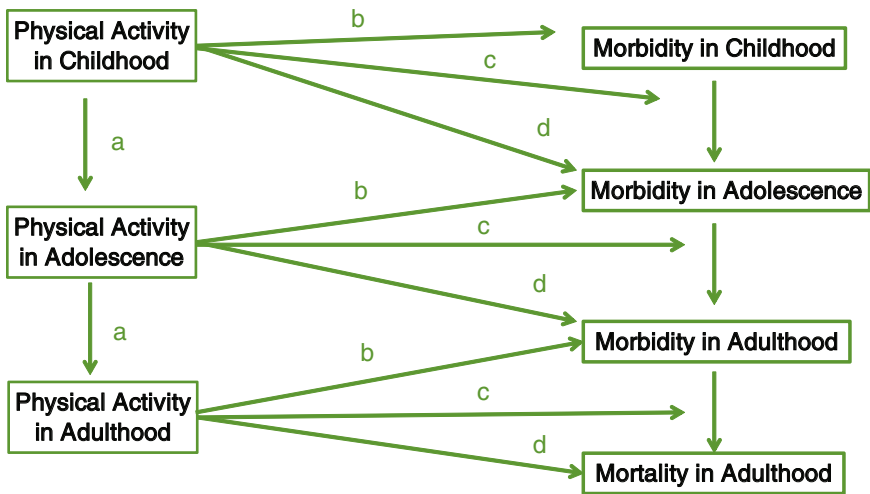 Physical Activity
in Childhood
b
Morbidity in Childhood
c
a
d
Morbidity in Adolescence
b
Physical Activity
in Adolescence
c
d
a
Morbidity in Adulthood
b
Physical Activity
in Adulthood
c
d
Mortality in Adulthood